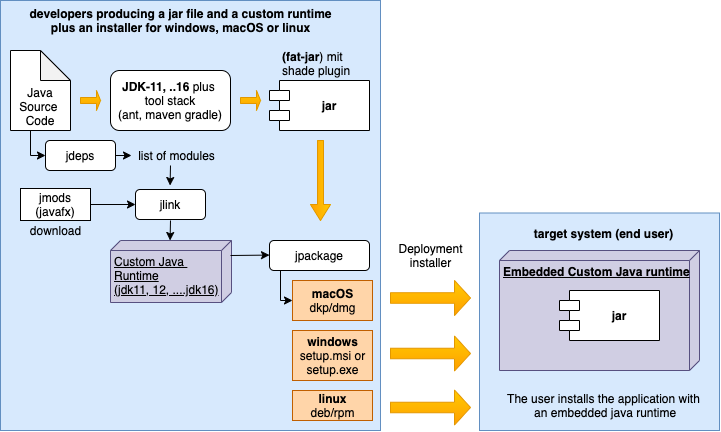 developers producing a jar file and a custom runtime
plus an installer for windows, macOS or linux
Java
Source
Code
JDK-11, ..16 plus
tool stack
(ant, maven gradle)
(fat-jar) mit
shade plugin
jar
jdeps
list of modules
jmods
(javafx)
download
jlink
Custom Java
Runtime
(jdk11, 12, ....jdk16)
jpackage
macOS
dkp/dmg
windows
setup.msi or
setup.exe
linux
deb/rpm
Deployment
installer
target system (end user)
Embedded Custom Java runtime
jar
The user installs the application with
an embedded java runtime